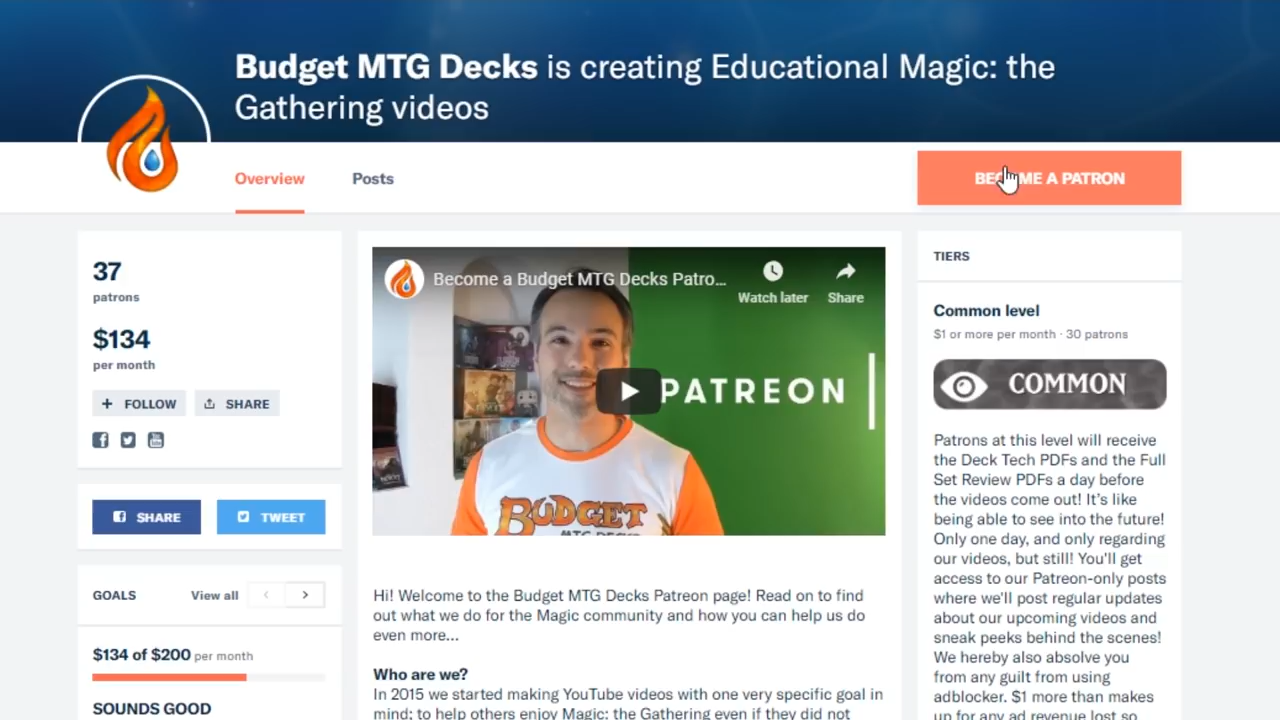 Budget MTG Decks is creating Educational Magic: the
Gathering videos
Overview
Posts
BECOME A PATRON
37
patrons
$134
per month
+ FOLLOW
SHARE
SHARE
TWEET
GOALS
View all
$134 of $200 per month
SOUNDS GOOD
Become a Budget MTG Decks Patro...
Watch later
Share
PATREON
BUDGET
MTG DECKS
Hi! Welcome to the Budget MTG Decks Patreon page! Read on to find
out what we do for the Magic community and how you can help us do
even more...
Who are we?
In 2015 we started making YouTube videos with one very specific goal in
mind: to help others enjoy Magic: the Gathering even if they did not
TIERS
Common level
$1 or more per month · 30 patrons
COMMON
Patrons at this level will receive
the Deck Tech PDFs and the Full
Set Review PDFs a day before
the videos come out! It's like
being able to see into the future!
Only one day, and only regarding
our videos, but still! You'll get
access to our Patreon-only posts
where we'll post regular updates
about our upcoming videos and
sneak peeks behind the scenes!
We hereby also absolve you
from any guilt from using
adblocker. $1 more than makes
up for any ad revenue lost so